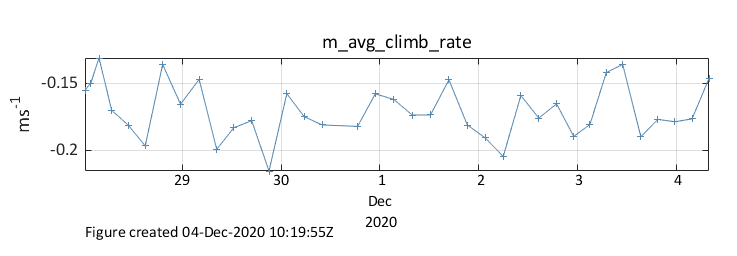 m_avg_climb_rate
-0.15
-0.2
ms-1
29 30 1 2 3 4
Dec
2020
Figure created 04-Dec-2020 10:19:55Z